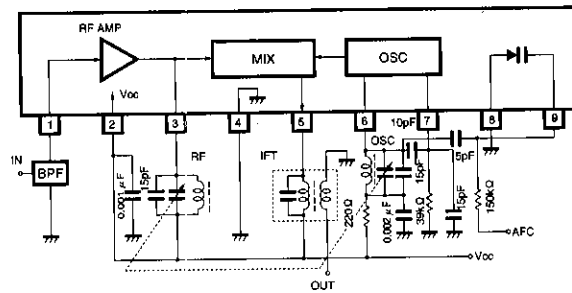 RF AMP
MIX
OSC
Vcc
1
2
3
4
5
6
7
8
9
10pF
IN
BPF
0.001μF
15pF
RF
IFT
OSC
220Ω
0.002μF
15pF
39kΩ
15pF
5pF
150kΩ
AFC
Vcc
OUT